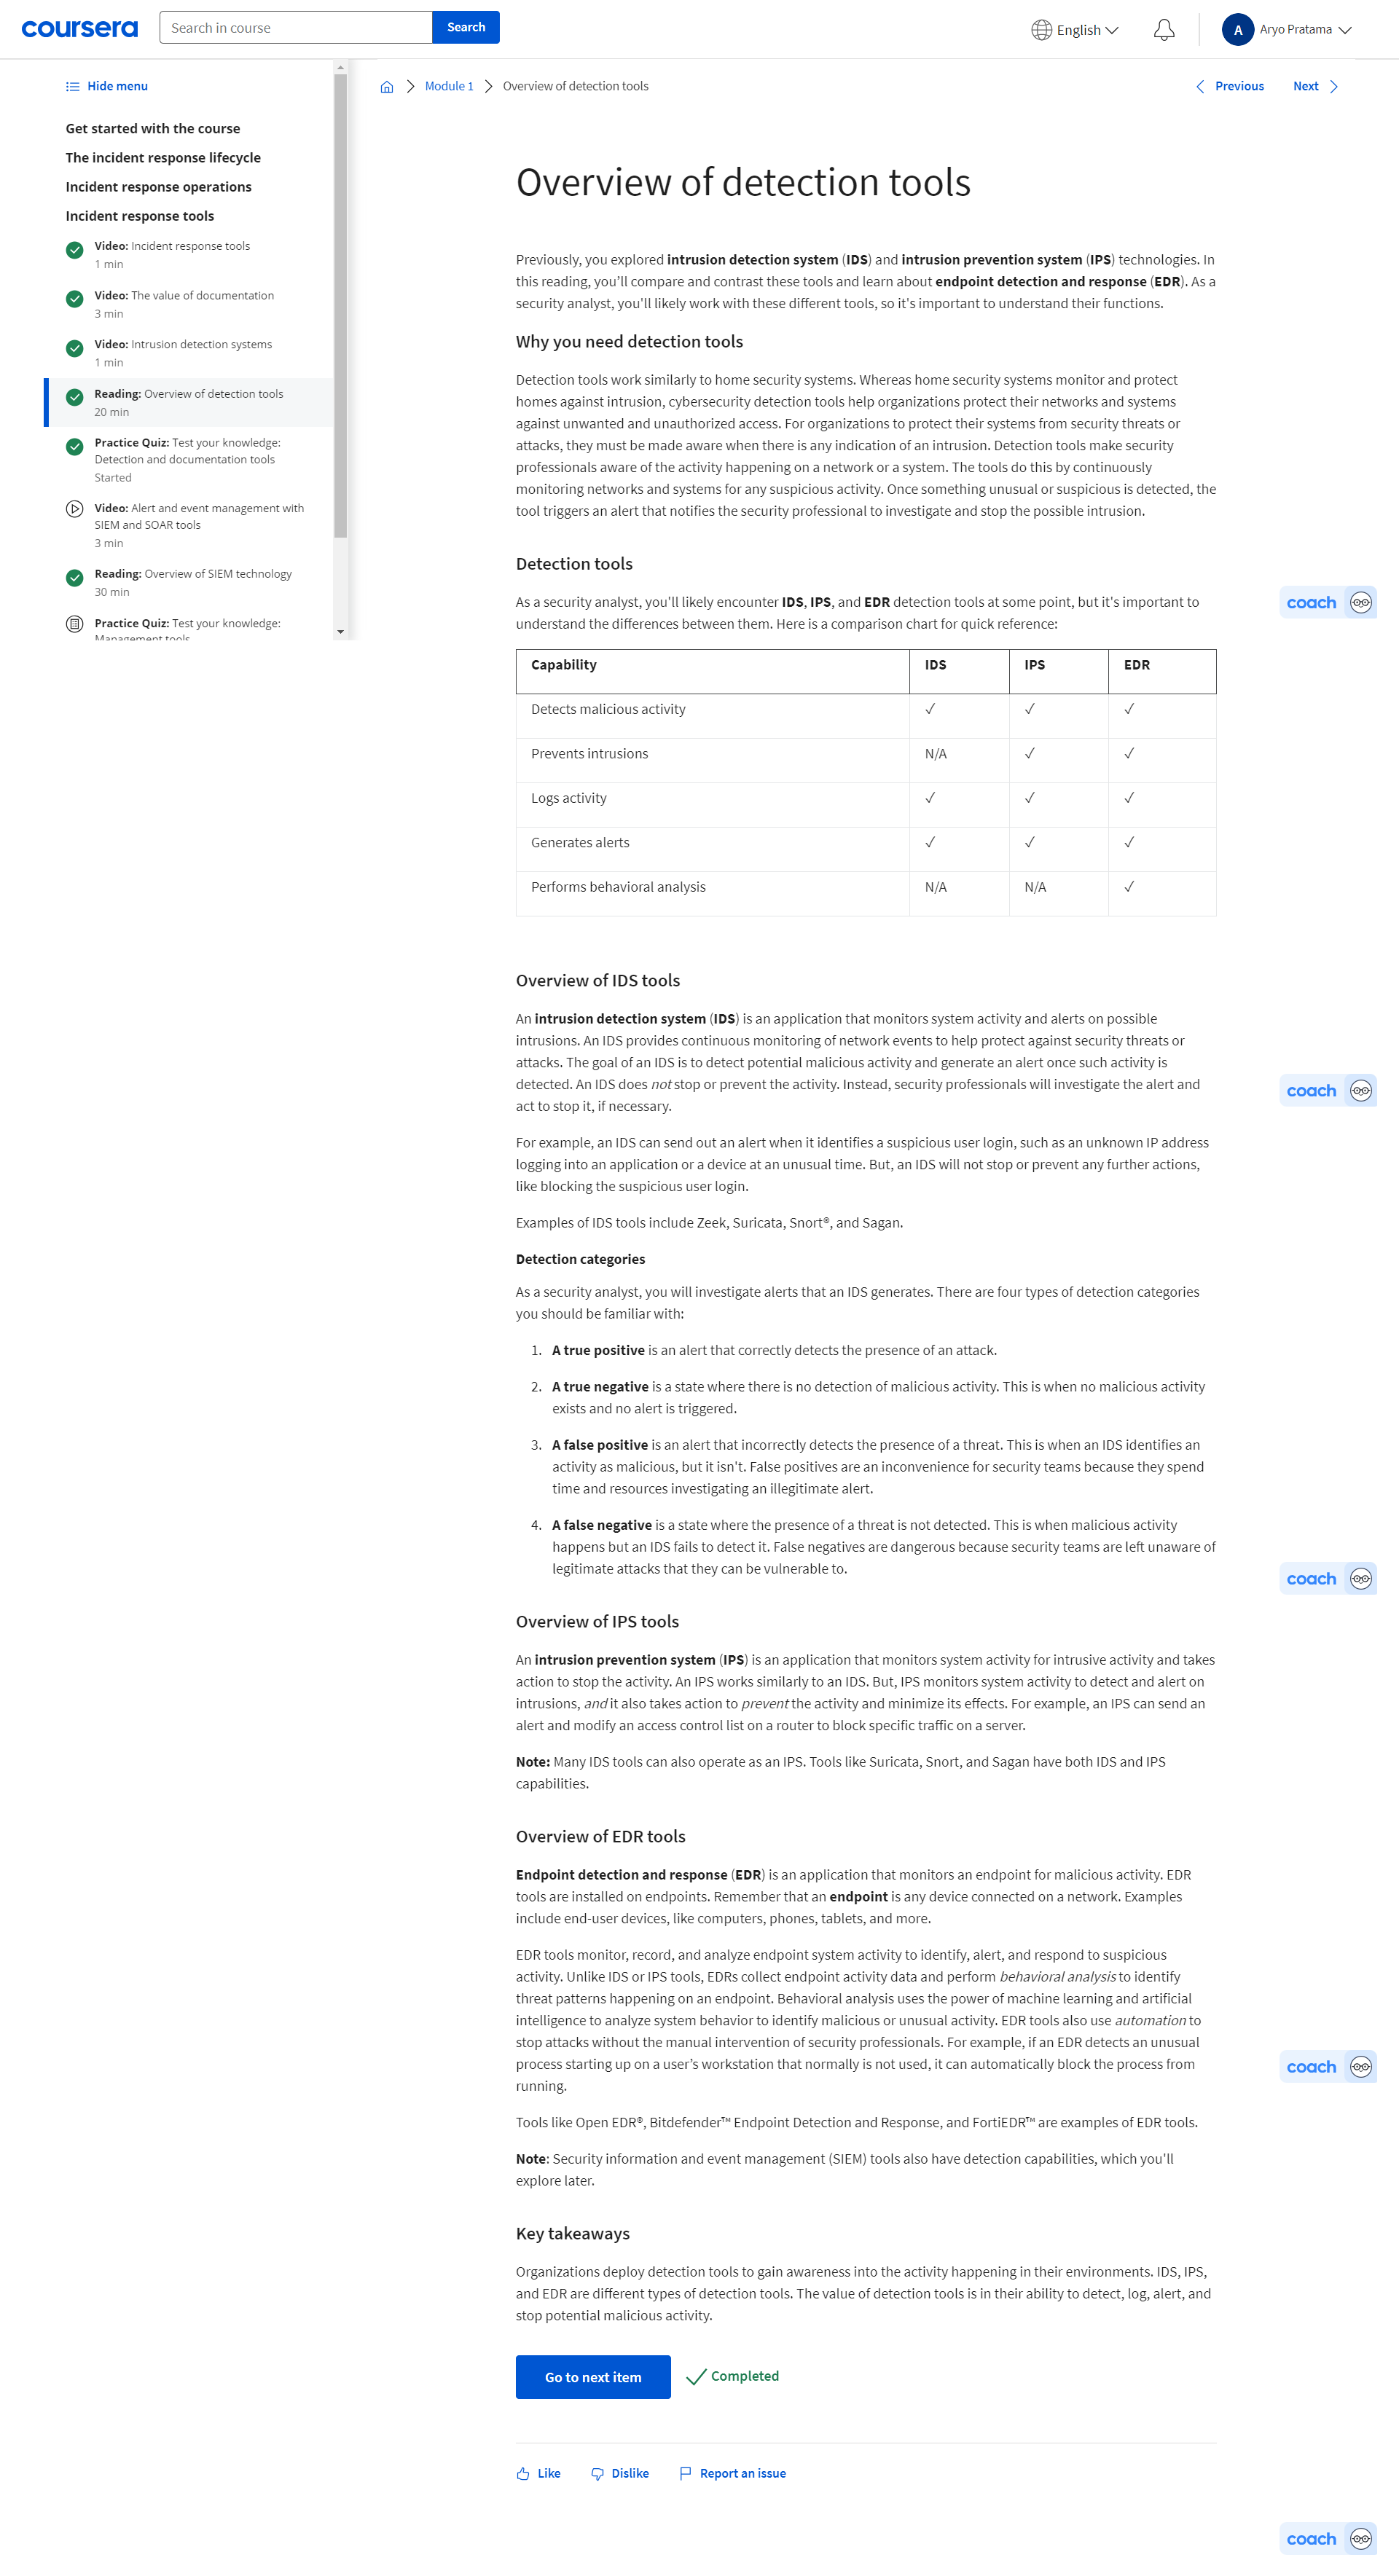 coursera
Search in course
Search
English
A
Aryo Pratama
Hide menu
Get started with the course
The incident response lifecycle
Incident response operations
Incident response tools
Video: Incident response tools
1 min
Video: The value of documentation
3 min
Video: Intrusion detection systems
1 min
Reading: Overview of detection tools
20 min
Practice Quiz: Test your knowledge:
Detection and documentation tools
Started
Video: Alert and event management with
SIEM and SOAR tools
3 min
Reading: Overview of SIEM technology
30 min
Practice Quiz: Test your knowledge:
Management tools
Module 1
Overview of detection tools
Previous
Next
Overview of detection tools
Previously, you explored intrusion detection system (IDS) and intrusion prevention system (IPS) technologies. In
this reading, you’ll compare and contrast these tools and learn about endpoint detection and response (EDR). As a
security analyst, you'll likely work with these different tools, so it's important to understand their functions.
Why you need detection tools
Detection tools work similarly to home security systems. Whereas home security systems monitor and protect
homes against intrusion, cybersecurity detection tools help organizations protect their networks and systems
against unwanted and unauthorized access. For organizations to protect their systems from security threats or
attacks, they must be made aware when there is any indication of an intrusion. Detection tools make security
professionals aware of the activity happening on a network or a system. The tools do this by continuously
monitoring networks and systems for any suspicious activity. Once something unusual or suspicious is detected, the
tool triggers an alert that notifies the security professional to investigate and stop the possible intrusion.
Detection tools
As a security analyst, you'll likely encounter IDS, IPS, and EDR detection tools at some point, but it's important to
understand the differences between them. Here is a comparison chart for quick reference:
coach
Capability IDS IPS EDR
Detects malicious activity ✓ ✓ ✓
Prevents intrusions N/A ✓ ✓
Logs activity ✓ ✓ ✓
Generates alerts ✓ ✓ ✓
Performs behavioral analysis N/A N/A ✓
Overview of IDS tools
An intrusion detection system (IDS) is an application that monitors system activity and alerts on possible
intrusions. An IDS provides continuous monitoring of network events to help protect against security threats or
attacks. The goal of an IDS is to detect potential malicious activity and generate an alert once such activity is
detected. An IDS does not stop or prevent the activity. Instead, security professionals will investigate the alert and
act to stop it, if necessary.
coach
For example, an IDS can send out an alert when it identifies a suspicious user login, such as an unknown IP address
logging into an application or a device at an unusual time. But, an IDS will not stop or prevent any further actions,
like blocking the suspicious user login.
Examples of IDS tools include Zeek, Suricata, Snort®, and Sagan.
Detection categories
As a security analyst, you will investigate alerts that an IDS generates. There are four types of detection categories
you should be familiar with:
1. A true positive is an alert that correctly detects the presence of an attack.
2. A true negative is a state where there is no detection of malicious activity. This is when no malicious activity
exists and no alert is triggered.
3. A false positive is an alert that incorrectly detects the presence of a threat. This is when an IDS identifies an
activity as malicious, but it isn't. False positives are an inconvenience for security teams because they spend
time and resources investigating an illegitimate alert.
4. A false negative is a state where the presence of a threat is not detected. This is when malicious activity
happens but an IDS fails to detect it. False negatives are dangerous because security teams are left unaware of
legitimate attacks that they can be vulnerable to.
coach
Overview of IPS tools
An intrusion prevention system (IPS) is an application that monitors system activity for intrusive activity and takes
action to stop the activity. An IPS works similarly to an IDS. But, IPS monitors system activity to detect and alert on
intrusions, and it also takes action to prevent the activity and minimize its effects. For example, an IPS can send an
alert and modify an access control list on a router to block specific traffic on a server.
Note: Many IDS tools can also operate as an IPS. Tools like Suricata, Snort, and Sagan have both IDS and IPS
capabilities.
Overview of EDR tools
Endpoint detection and response (EDR) is an application that monitors an endpoint for malicious activity. EDR
tools are installed on endpoints. Remember that an endpoint is any device connected on a network. Examples
include end-user devices, like computers, phones, tablets, and more.
EDR tools monitor, record, and analyze endpoint system activity to identify, alert, and respond to suspicious
activity. Unlike IDS or IPS tools, EDRs collect endpoint activity data and perform behavioral analysis to identify
threat patterns happening on an endpoint. Behavioral analysis uses the power of machine learning and artificial
intelligence to analyze system behavior to identify malicious or unusual activity. EDR tools also use automation to
stop attacks without the manual intervention of security professionals. For example, if an EDR detects an unusual
process starting up on a user’s workstation that normally is not used, it can automatically block the process from
running.
coach
Tools like Open EDR®, Bitdefender™ Endpoint Detection and Response, and FortiEDR™ are examples of EDR tools.
Note: Security information and event management (SIEM) tools also have detection capabilities, which you'll
explore later.
Key takeaways
Organizations deploy detection tools to gain awareness into the activity happening in their environments. IDS, IPS,
and EDR are different types of detection tools. The value of detection tools is in their ability to detect, log, alert, and
stop potential malicious activity.
Go to next item
Completed
Like
Dislike
Report an issue
coach